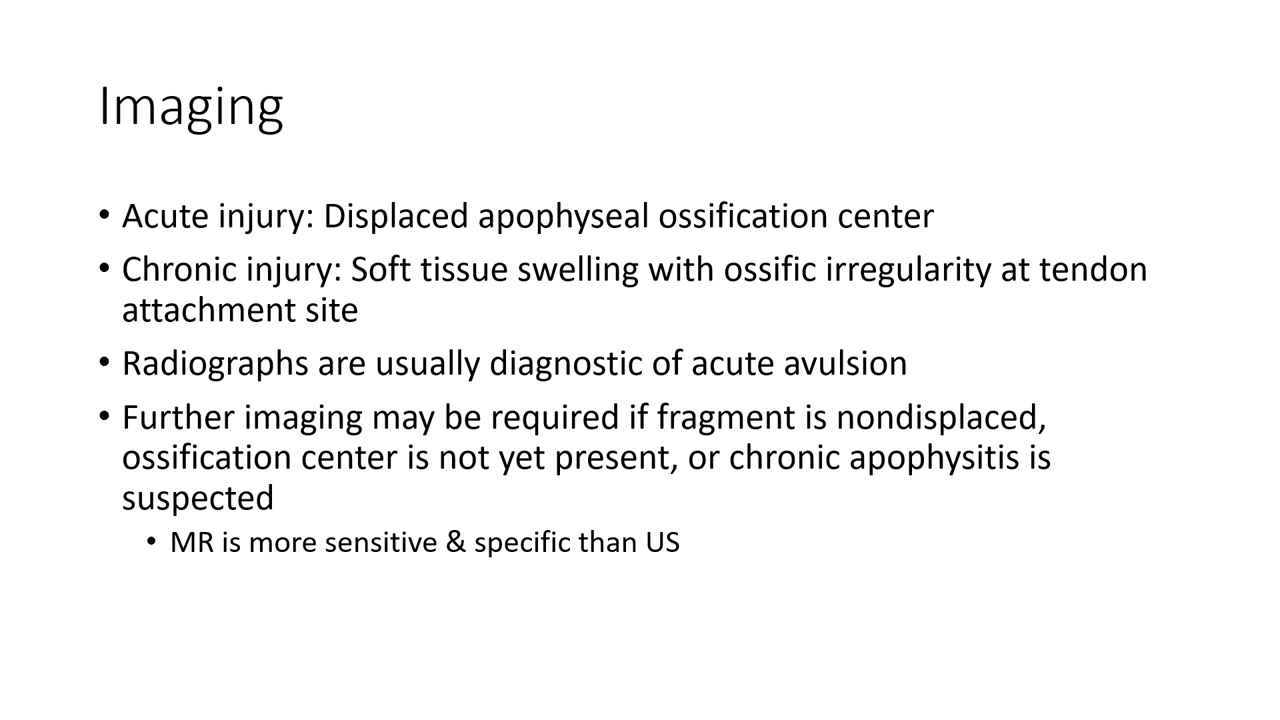 Imaging
• Acute injury: Displaced apophyseal ossification center
• Chronic injury: Soft tissue swelling with ossific irregularity at tendon
attachment site
• Radiographs are usually diagnostic of acute avulsion
• Further imaging may be required if fragment is nondisplaced,
ossification center is not yet present, or chronic apophysitis is
suspected
• MR is more sensitive & specific than US